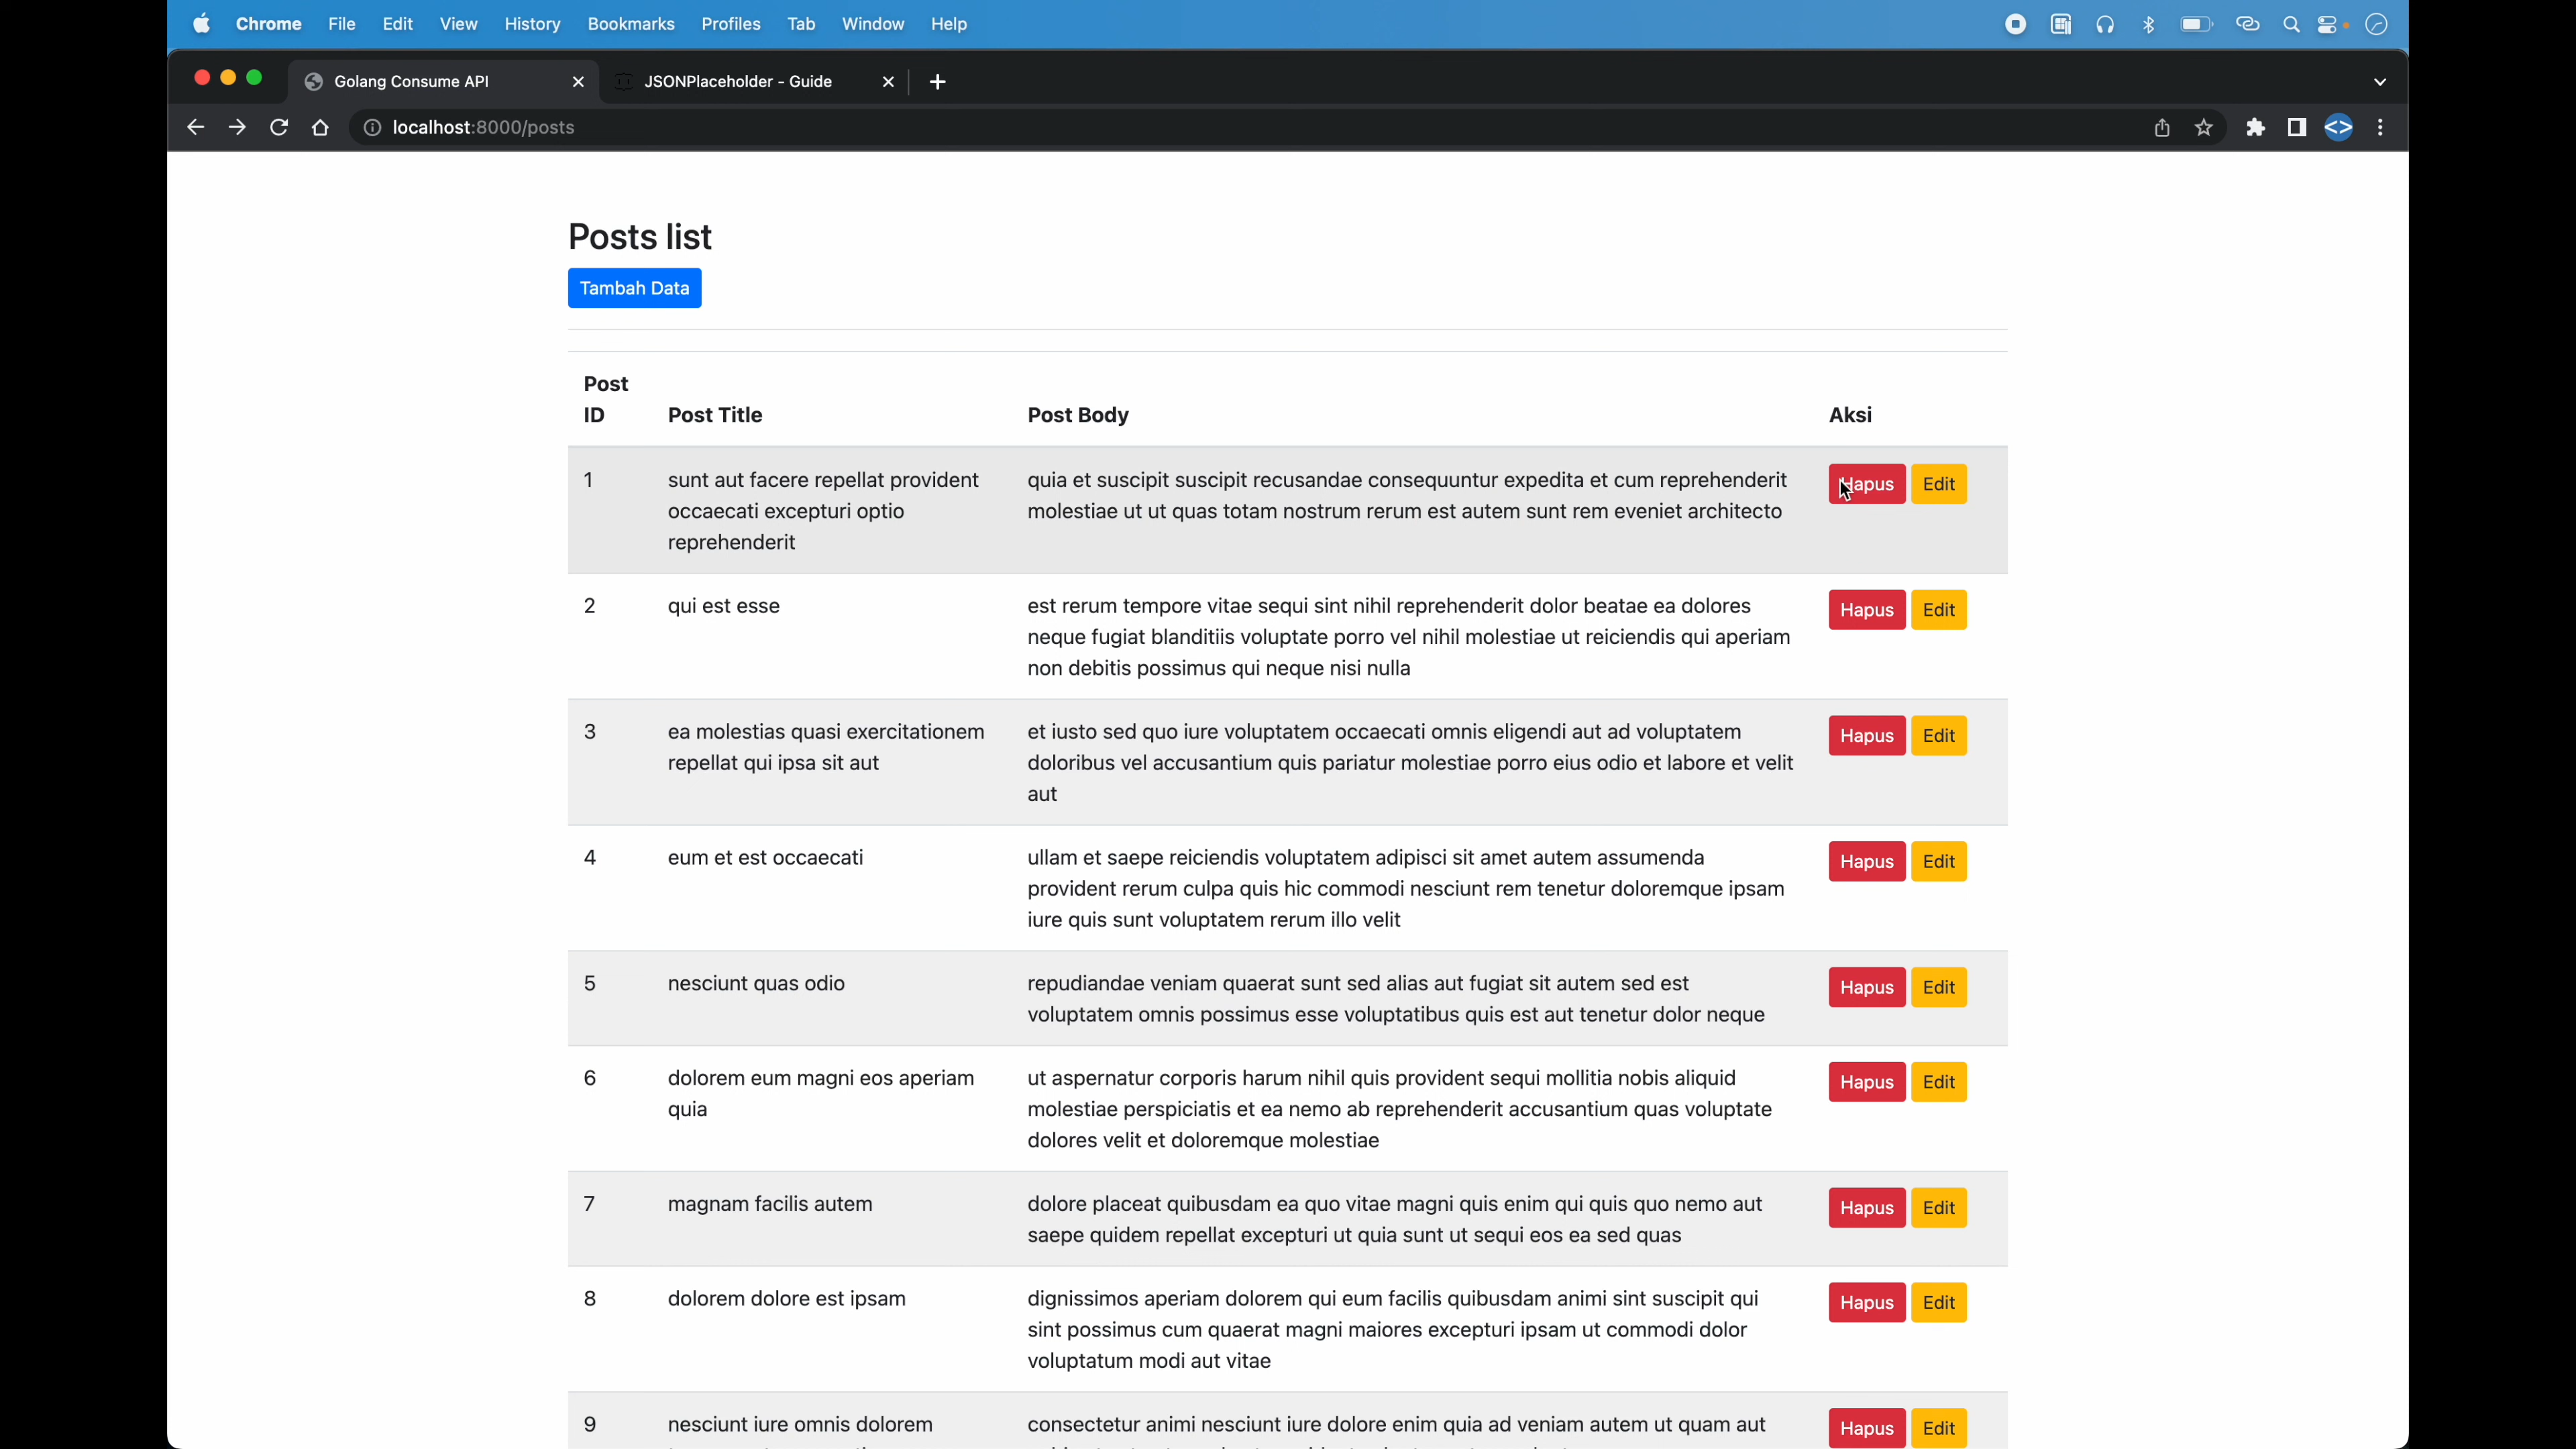 Chrome File Edit View History Bookmarks Profiles Tab Window Help
Golang Consume API
JSONPlaceholder - Guide
localhost:8000/posts
Posts list
Tambah Data
Post ID Post Title Post Body Aksi
1 sunt aut facere repellat provident quia et suscipit suscipit recusandae consequuntur expedita et cum reprehenderit Hapus Edit
occaecati excepturi optio molestiae ut ut quas totam nostrum rerum est autem sunt rem eveniet architecto
reprehenderit
2 qui est esse est rerum tempore vitae sequi sint nihil reprehenderit dolor beatae ea dolores Hapus Edit
neque fugiat blanditiis voluptate porro vel nihil molestiae ut reiciendis qui aperiam
non debitis possimus qui neque nisi nulla
3 ea molestias quasi exercitationem et iusto sed quo iure voluptatem occaecati omnis eligendi aut ad voluptatem Hapus Edit
repellat qui ipsa sit aut doloribus vel accusantium quis pariatur molestiae porro eius odio et labore et velit
aut
4 eum et est occaecati ullam et saepe reiciendis voluptatem adipisci sit amet autem assumenda Hapus Edit
provident rerum culpa quis hic commodi nesciunt rem tenetur doloremque ipsam
iure quis sunt voluptatem rerum illo velit
5 nesciunt quas odio repudiandae veniam quaerat sunt sed alias aut fugiat sit autem sed est Hapus Edit
voluptatem omnis possimus esse voluptatibus quis est aut tenetur dolor neque
6 dolorem eum magni eos aperiam ut aspernatur corporis harum nihil quis provident sequi mollitia nobis aliquid Hapus Edit
quia molestiae perspiciatis et ea nemo ab reprehenderit accusantium quas voluptate
dolores velit et doloremque molestiae
7 magnam facilis autem dolore placeat quibusdam ea quo vitae magni quis enim qui quis quo nemo aut Hapus Edit
saepe quidem repellat excepturi ut quia sunt ut sequi eos ea sed quas
8 dolorem dolore est ipsam dignissimos aperiam dolorem qui eum facilis quibusdam animi sint suscipit qui Hapus Edit
sint possimus cum quaerat magni maiores excepturi ipsam ut commodi dolor
voluptatum modi aut vitae
9 nesciunt iure omnis dolorem consectetur animi nesciunt iure dolore enim quia ad veniam autem ut quam aut Hapus Edit